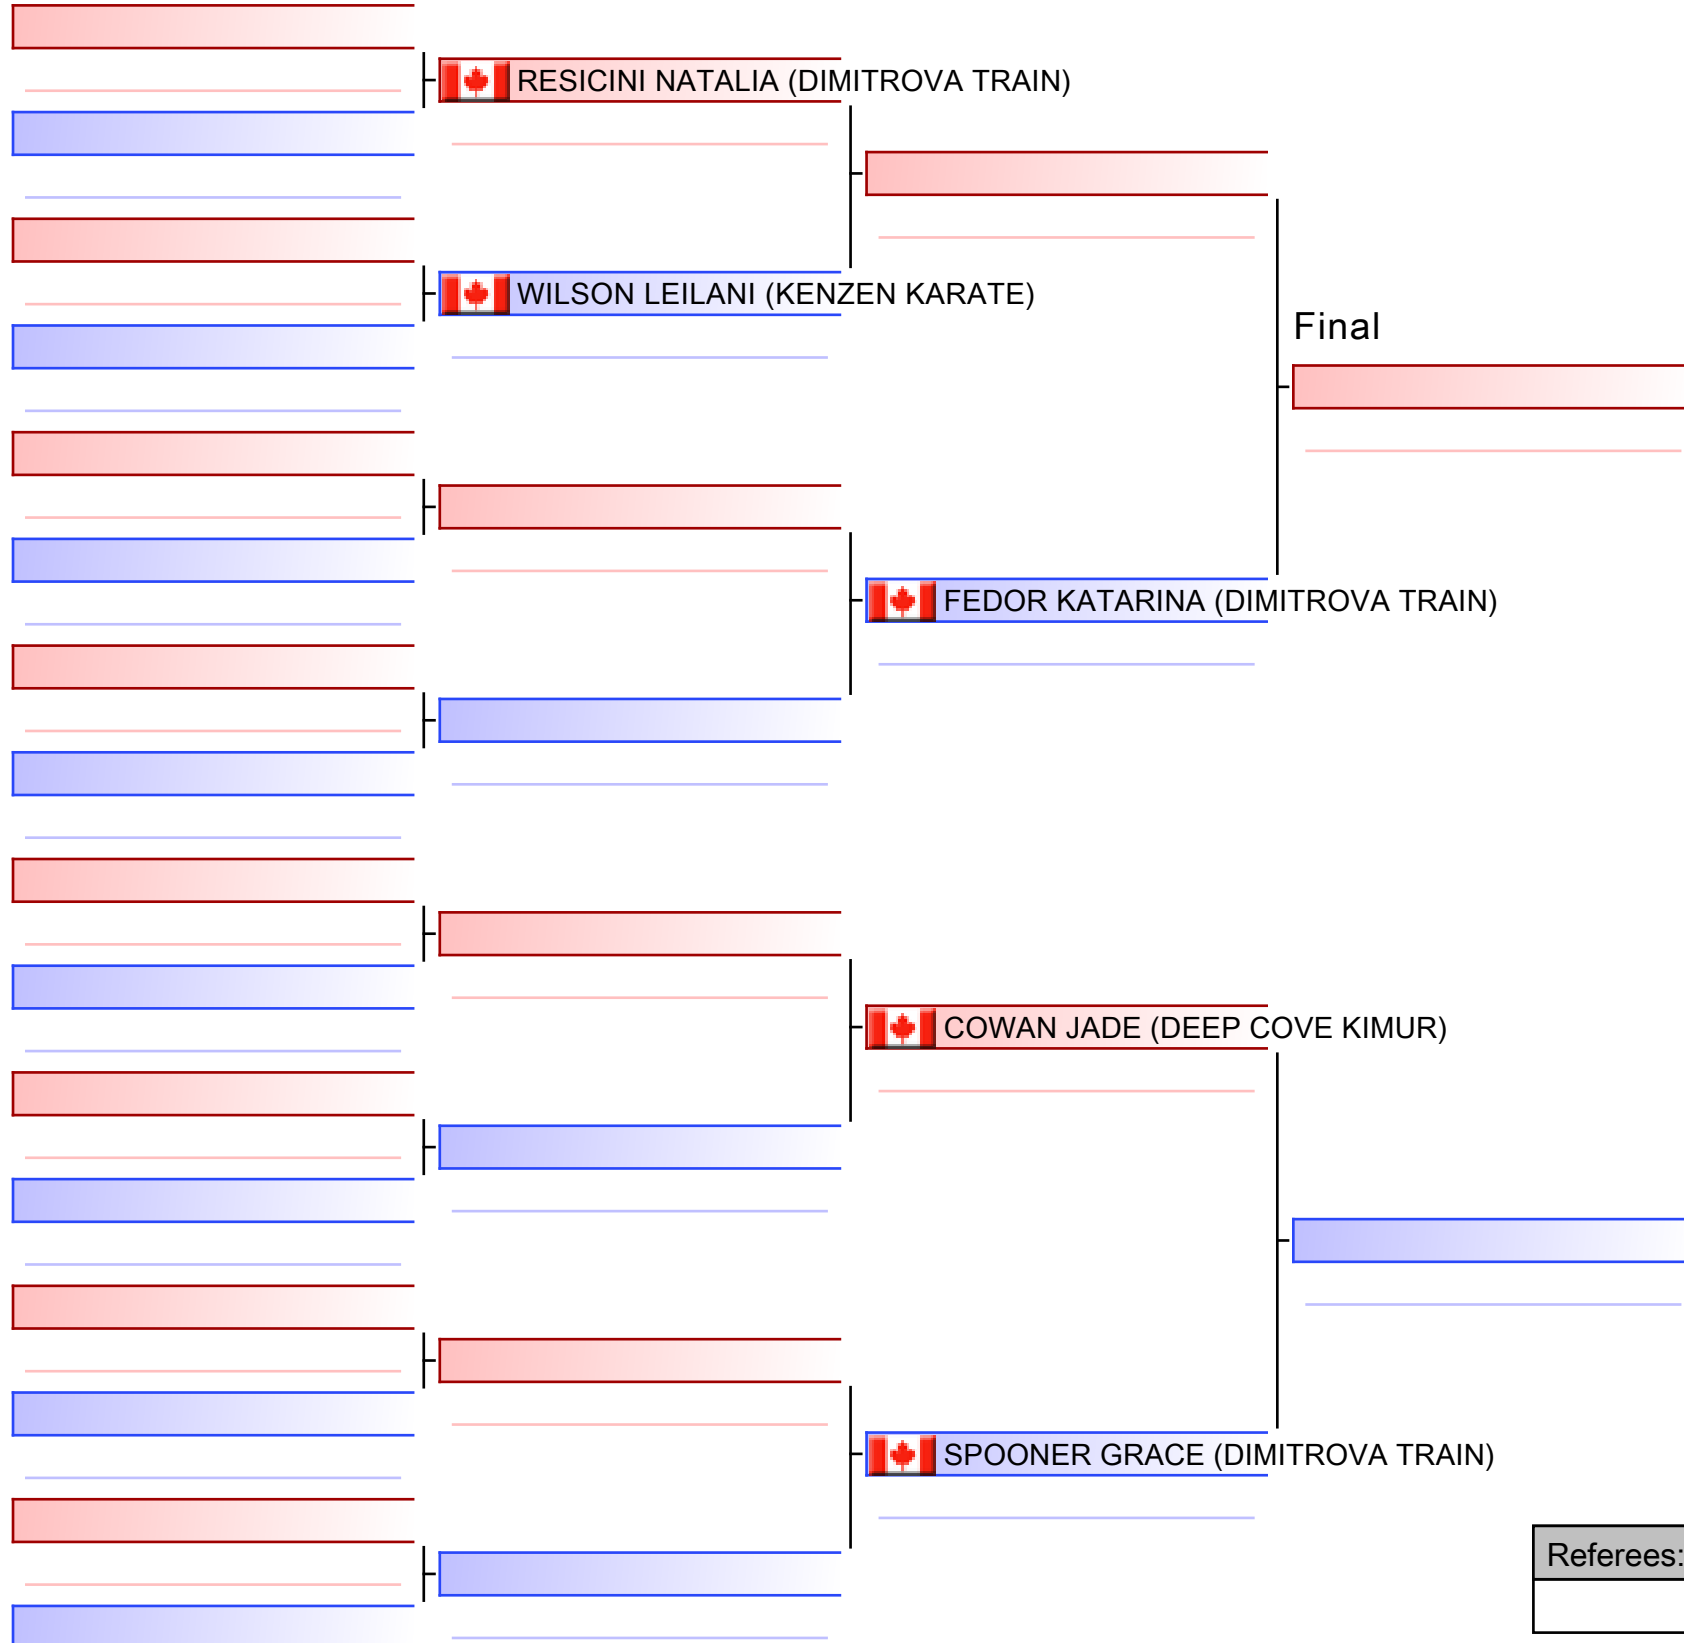 RESICINI NATALIA (DIMITROVA TRAIN)
WILSON LEILANI (KENZEN KARATE)
Final
FEDOR KATARINA (DIMITROVA TRAIN)
COWAN JADE (DEEP COVE KIMUR)
SPOONER GRACE (DIMITROVA TRAIN)
Referees: